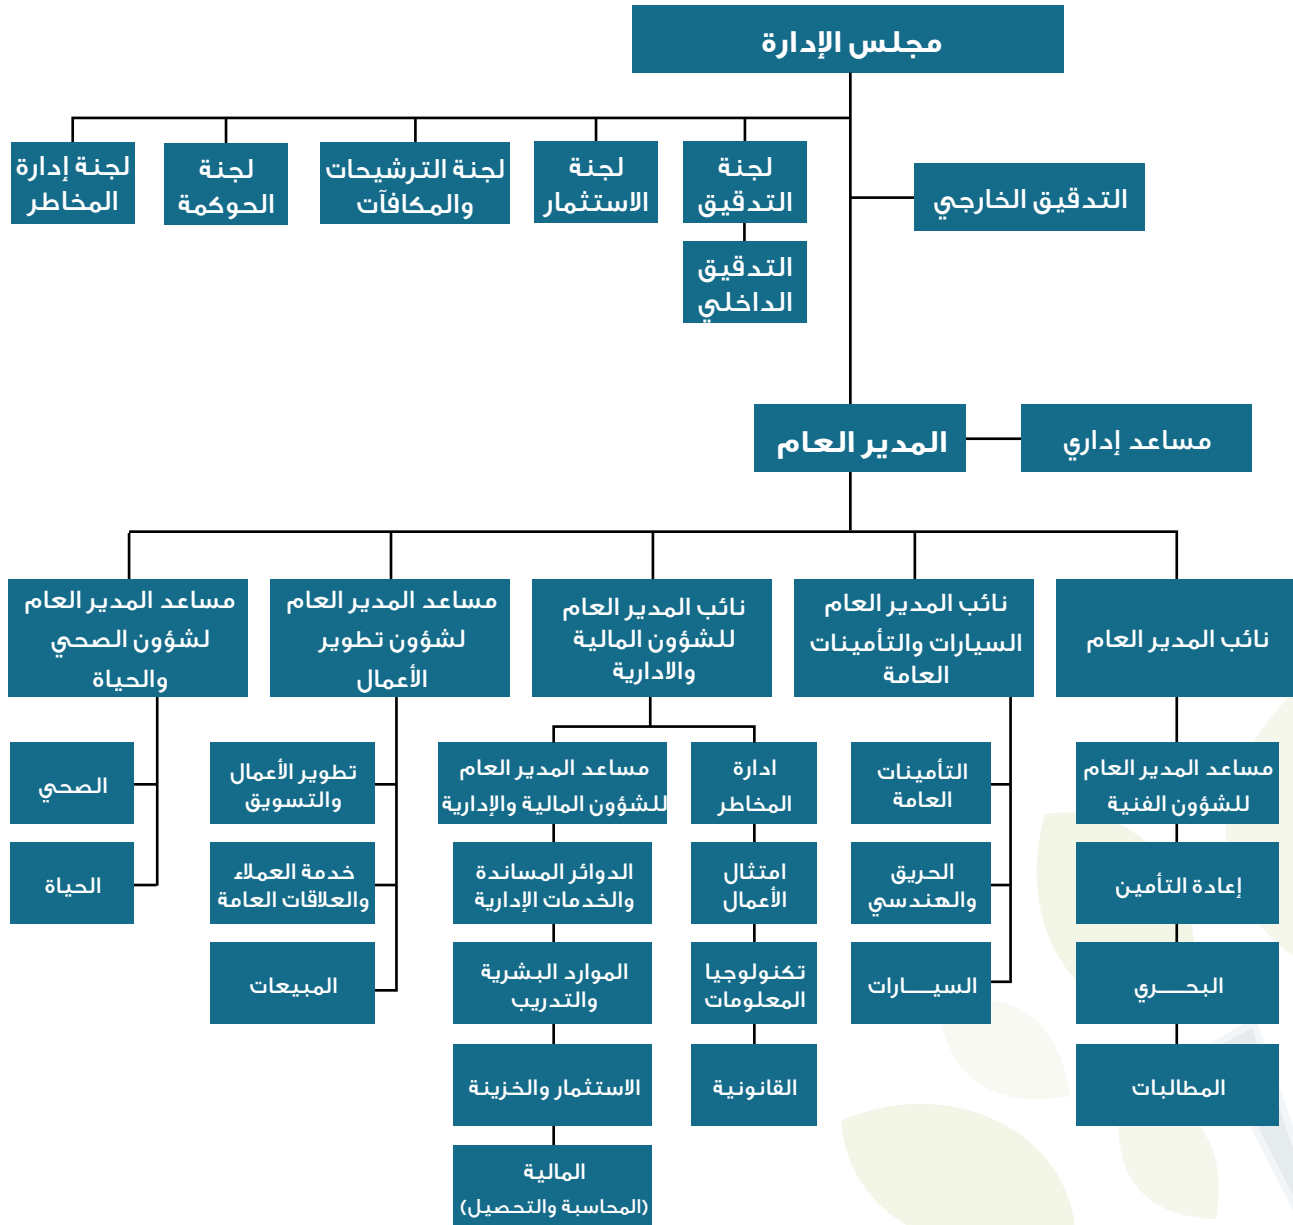 مجلس الإدارة
التدقيق الخارجي
لجنة
التدقيق
التدقيق
الداخلي
لجنة
الاستثمار
لجنة الترشيحات
والمكافآت
لجنة
الحوكمة
لجنة إدارة
المخاطر
مساعد إداري
المدير العام
نائب المدير العام
مساعد المدير العام
للشؤون الفنية
إعادة التأمين
البحـــري
المطالبات
نائب المدير العام
السيارات والتأمينات
العامة
التأمينات
العامة
الحريق
والهندسي
السيـــارات
نائب المدير العام
للشؤون المالية
والادارية
ادارة
المخاطر
امتثال
الأعمال
تكنولوجيا
المعلومات
القانونية
مساعد المدير العام
للشؤون المالية والإدارية
الدوائر المساندة
والخدمات الإدارية
الموارد البشرية
والتدريب
الاستثمار والخزينة
المالية
(المحاسبة والتحصيل)
مساعد المدير العام
لشؤون تطوير
الأعمال
تطوير الأعمال
والتسويق
خدمة العملاء
والعلاقات العامة
المبيعات
مساعد المدير العام
لشؤون الصحي
والحياة
الصحي
الحياة